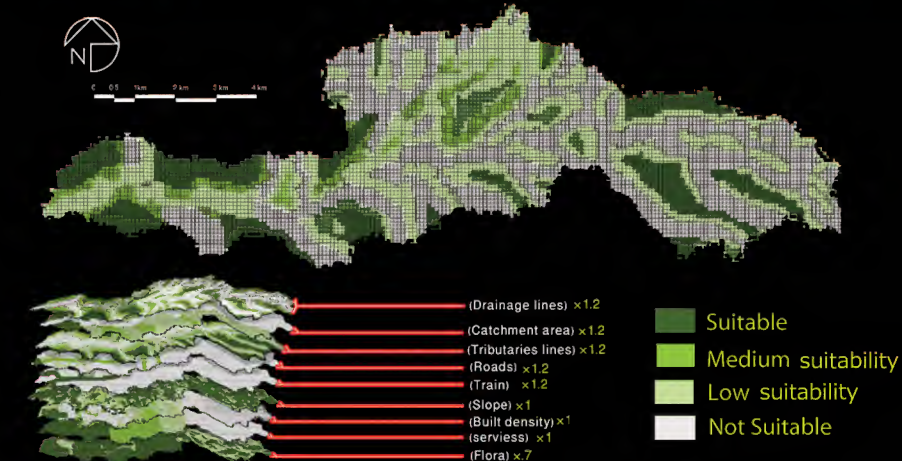 N
0 0.5 1km 2 km 3 km 4 km
(Drainage lines) ×1.2
(Catchment area) ×1.2
(Tributaries lines) ×1.2
(Roads) ×1.2
(Train) ×1.2
(Slope) ×1
(Built density) ×1
(serviess) ×1
(Flora) ×.7
Suitable
Medium suitability
Low suitability
Not Suitable